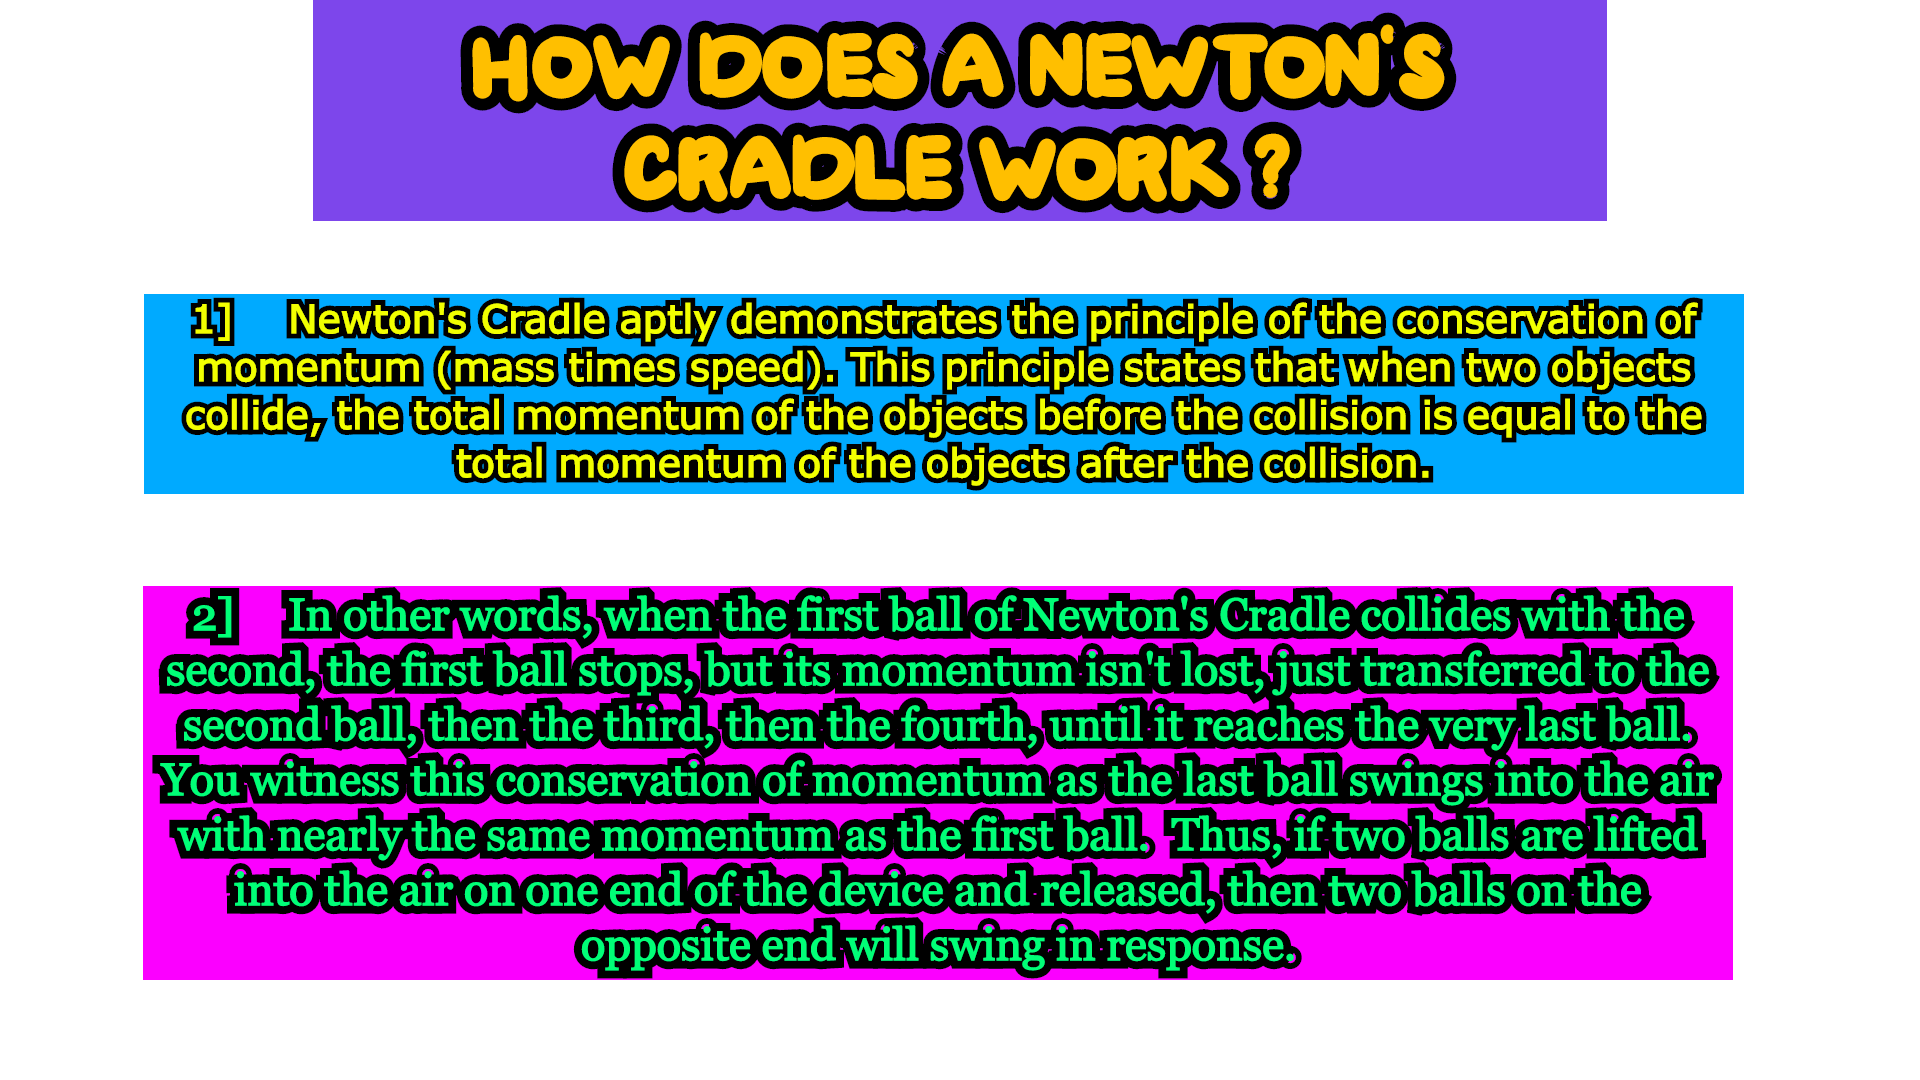 HOW DOES A NEWTON'S
CRADLE WORK ?
1] Newton's Cradle aptly demonstrates the principle of the conservation of
momentum (mass times speed). This principle states that when two objects
collide, the total momentum of the objects before the collision is equal to the
total momentum of the objects after the collision.
2] In other words, when the first ball of Newton's Cradle collides with the
second, the first ball stops, but its momentum isn't lost, just transferred to the
second ball, then the third, then the fourth, until it reaches the very last ball.
You witness this conservation of momentum as the last ball swings into the air
with nearly the same momentum as the first ball. Thus, if two balls are lifted
into the air on one end of the device and released, then two balls on the
opposite end will swing in response.